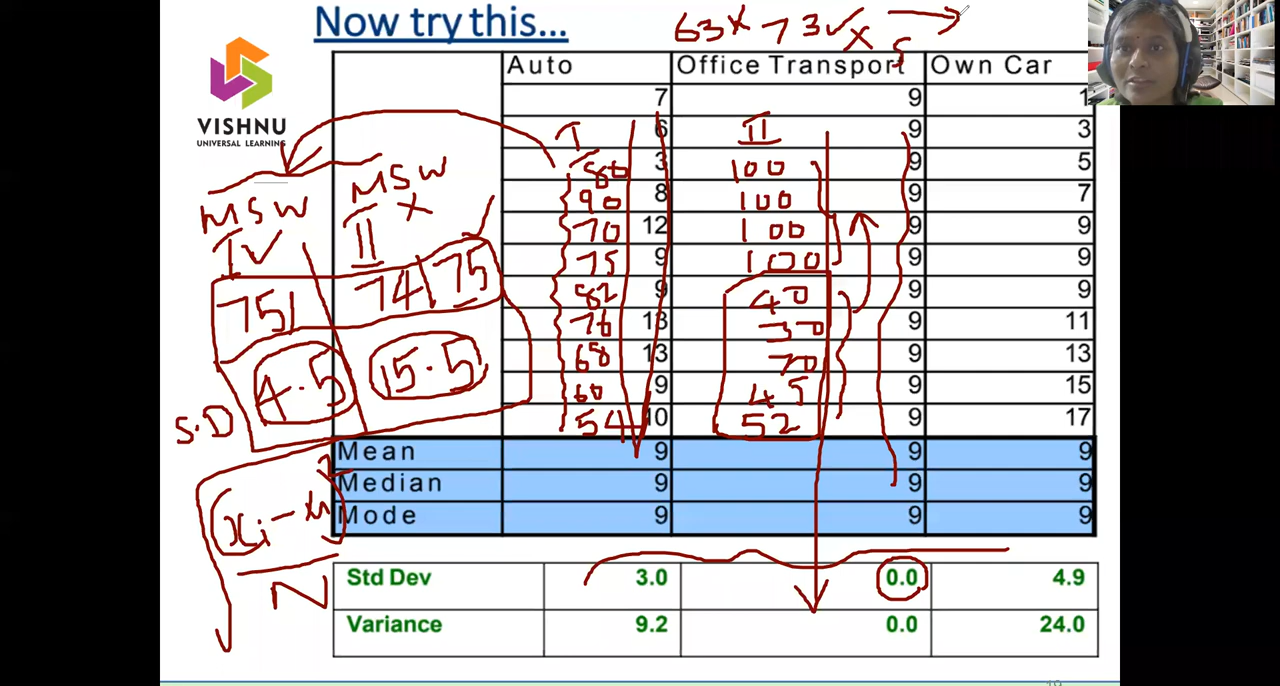 Now try this...
63 x 73 ✓ x 5
VISHNU
UNIVERSAL LEARNING
Auto Office Transport Own Car
7 9 1
6 9 3
3 9 5
8 9 7
12 9 9
9 9 9
9 9 9
13 9 11
13 9 13
9 9 15
10 9 17
Mean 9 9 9
Median 9 9 9
Mode 9 9 9
Std Dev 3.0 0.0 4.9
Variance 9.2 0.0 24.0
MSW
MSW
II
751 74 75
S.D 4.5 15.5
N
I
80
90
70
75
82
76
68
60
54
II
100
100
100
100
40
30
70
45
52